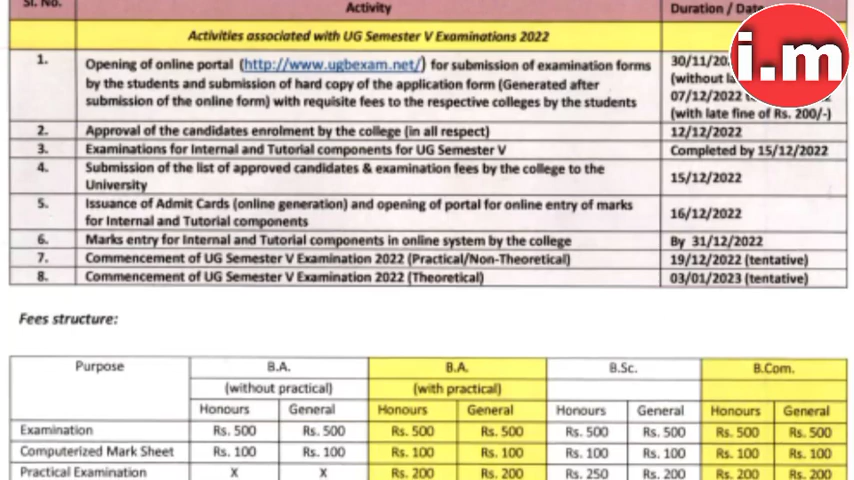 Sl. No. Activity Duration / Date
Activities associated with UG Semester V Examinations 2022
1. Opening of online portal (http://www.ugbexam.net/) for submission of examination forms
by the students and submission of hard copy of the application form (Generated after
submission of the online form) with requisite fees to the respective colleges by the students
30/11/20
(without
07/12/2022
(with late fine of Rs. 200/-)
i.m
2. Approval of the candidates enrolment by the college (in all respect) 12/12/2022
3. Examinations for Internal and Tutorial components for UG Semester V Completed by 15/12/2022
4. Submission of the list of approved candidates & examination fees by the college to the
University
15/12/2022
5. Issuance of Admit Cards (online generation) and opening of portal for online entry of marks
for Internal and Tutorial components
16/12/2022
6. Marks entry for Internal and Tutorial components in online system by the college By 31/12/2022
7. Commencement of UG Semester V Examination 2022 (Practical/Non-Theoretical) 19/12/2022 (tentative)
8. Commencement of UG Semester V Examination 2022 (Theoretical) 03/01/2023 (tentative)
Fees structure:
Purpose B.A. B.A. B.Sc. B.Com.
(without practical) (with practical)
Honours General Honours General Honours General Honours General
Examination Rs. 500 Rs. 500 Rs. 500 Rs. 500 Rs. 500 Rs. 500 Rs. 500 Rs. 500
Computerized Mark Sheet Rs. 100 Rs. 100 Rs. 100 Rs. 100 Rs. 100 Rs. 100 Rs. 100 Rs. 100
Practical Examination X X Rs. 200 Rs. 200 Rs. 250 Rs. 200 Rs. 200 Rs. 200